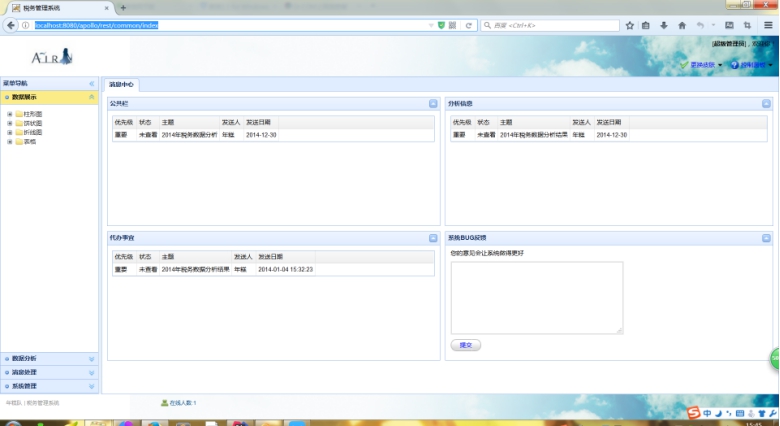 税务管理系统
localhost:8080/apollo/rest/common/index
百度 <Ctrl+K>
[超级管理员]
更换皮肤
控制面板
菜单导航
消息中心
数据展示
柱形图
饼状图
折线图
表格
公共栏
优先级 状态 主题 发送人 发送日期
重要 未查看 2014年税务数据分析 年糕 2014-12-30
分析信息
优先级 状态 主题 发送人 发送日期
重要 未查看 2014年税务数据分析结果 年糕 2014-12-30
代办事宜
优先级 状态 主题 发送人 发送日期
重要 未查看 2014年税务数据分析结果 年糕 2014-01-04 15:32:23
系统BUG反馈
你的意见会让系统做得更好
提交
数据分析
消息处理
系统管理
年糕队 | 税务管理系统
在线人数:1
中
15:45